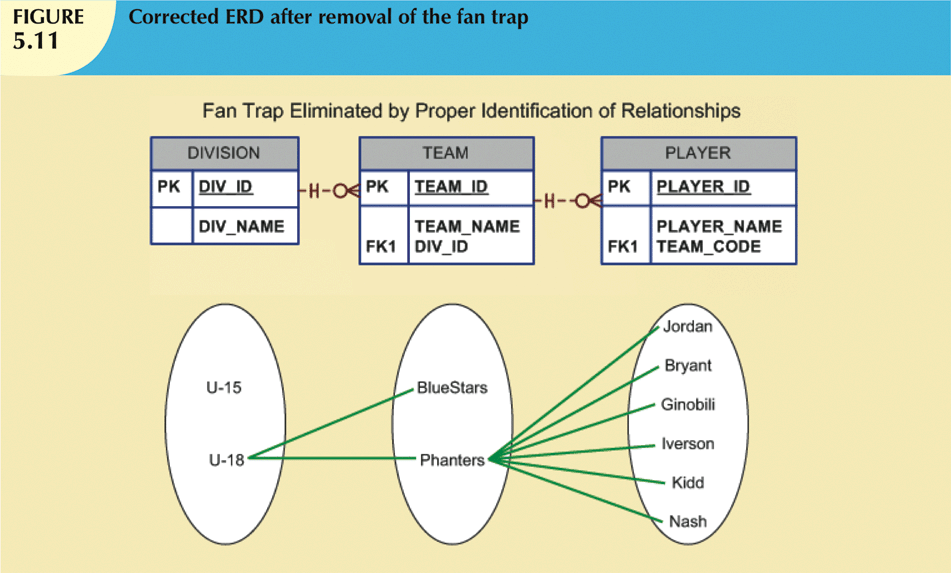 FIGURE 5.11
Corrected ERD after removal of the fan trap
Fan Trap Eliminated by Proper Identification of Relationships
DIVISION
PK DIV_ID
DIV_NAME
TEAM
PK TEAM_ID
TEAM_NAME
FK1 DIV_ID
PLAYER
PK PLAYER_ID
PLAYER_NAME
FK1 TEAM_CODE
U-15
U-18
BlueStars
Phanters
Jordan
Bryant
Ginobili
Iverson
Kidd
Nash